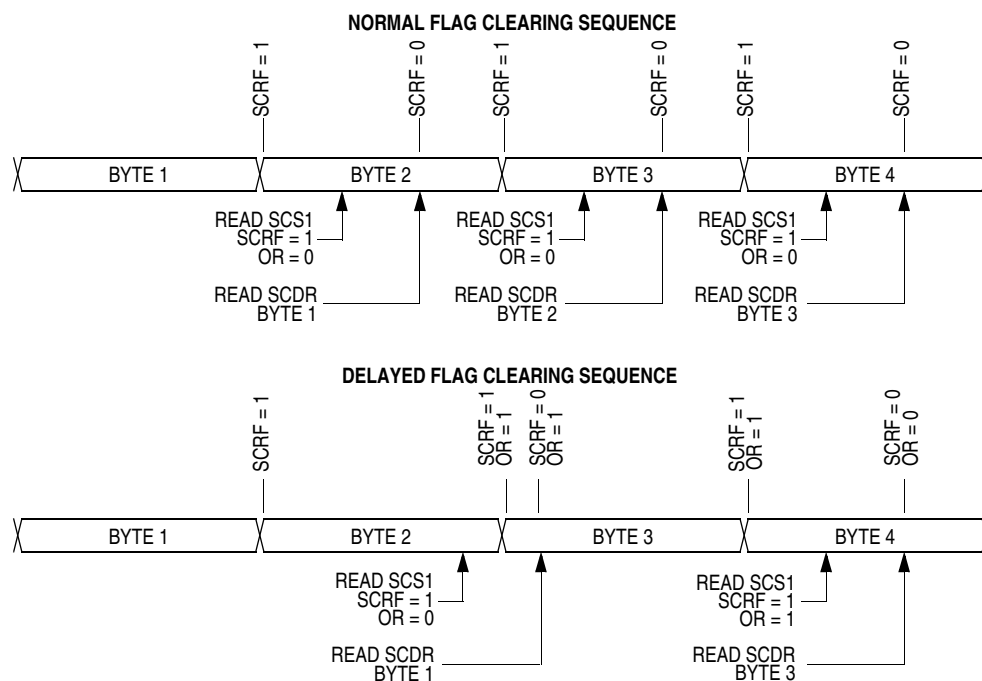 NORMAL FLAG CLEARING SEQUENCE
SCRF = 1
SCRF = 0
SCRF = 1
SCRF = 0
SCRF = 1
SCRF = 0
BYTE 1
BYTE 2
BYTE 3
BYTE 4
READ SCS1
SCRF = 1
OR = 0
READ SCS1
SCRF = 1
OR = 0
READ SCS1
SCRF = 1
OR = 0
READ SCDR
BYTE 1
READ SCDR
BYTE 2
READ SCDR
BYTE 3
DELAYED FLAG CLEARING SEQUENCE
SCRF = 1
SCRF = 1
OR = 1
SCRF = 0
OR = 1
SCRF = 1
OR = 1
SCRF = 0
OR = 0
BYTE 1
BYTE 2
BYTE 3
BYTE 4
READ SCS1
SCRF = 1
OR = 0
READ SCS1
SCRF = 1
OR = 1
READ SCDR
BYTE 1
READ SCDR
BYTE 3